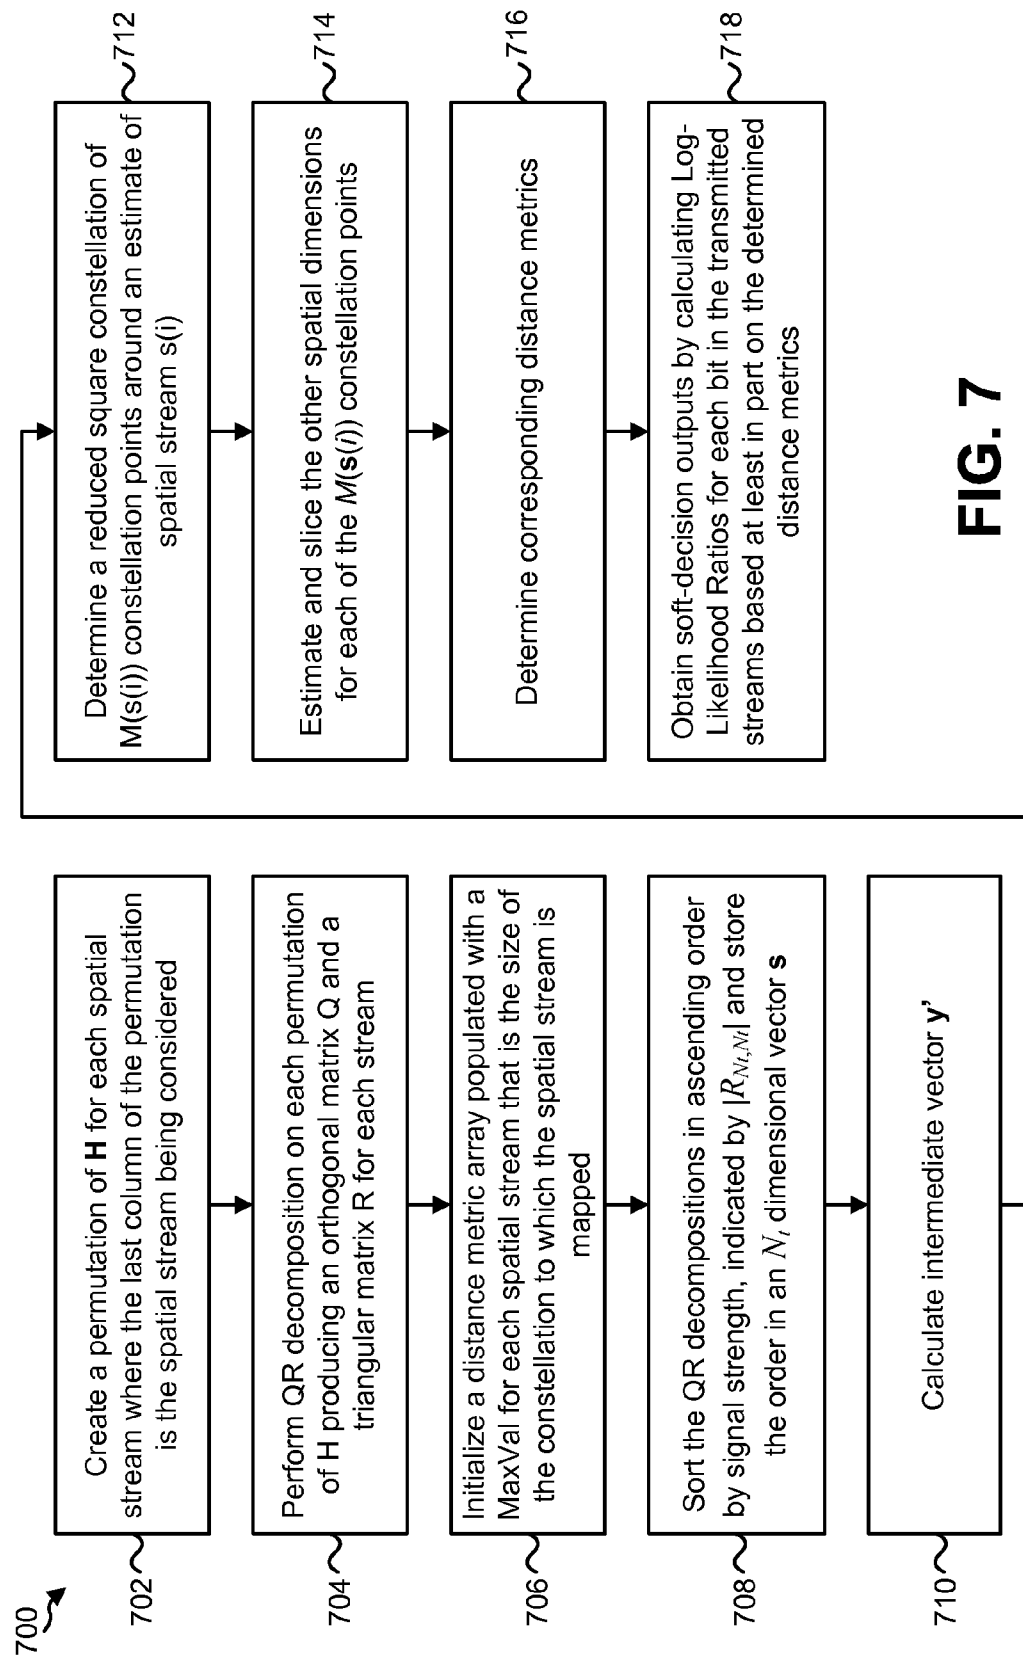 700
702
Create a permutation of H for each spatial
stream where the last column of the permutation
is the spatial stream being considered
704
Perform QR decomposition on each permutation
of H producing an orthogonal matrix Q and a
triangular matrix R for each stream
706
Initialize a distance metric array populated with a
MaxVal for each spatial stream that is the size of
the constellation to which the spatial stream is
mapped
708
Sort the QR decompositions in ascending order
by signal strength, indicated by |R_{Nt,Nt}| and store
the order in an N_t dimensional vector s
710
Calculate intermediate vector y'
712
Determine a reduced square constellation of
M(s(i)) constellation points around an estimate of
spatial stream s(i)
714
Estimate and slice the other spatial dimensions
for each of the M(s(i)) constellation points
716
Determine corresponding distance metrics
718
Obtain soft-decision outputs by calculating Log-
Likelihood Ratios for each bit in the transmitted
streams based at least in part on the determined
distance metrics
FIG. 7